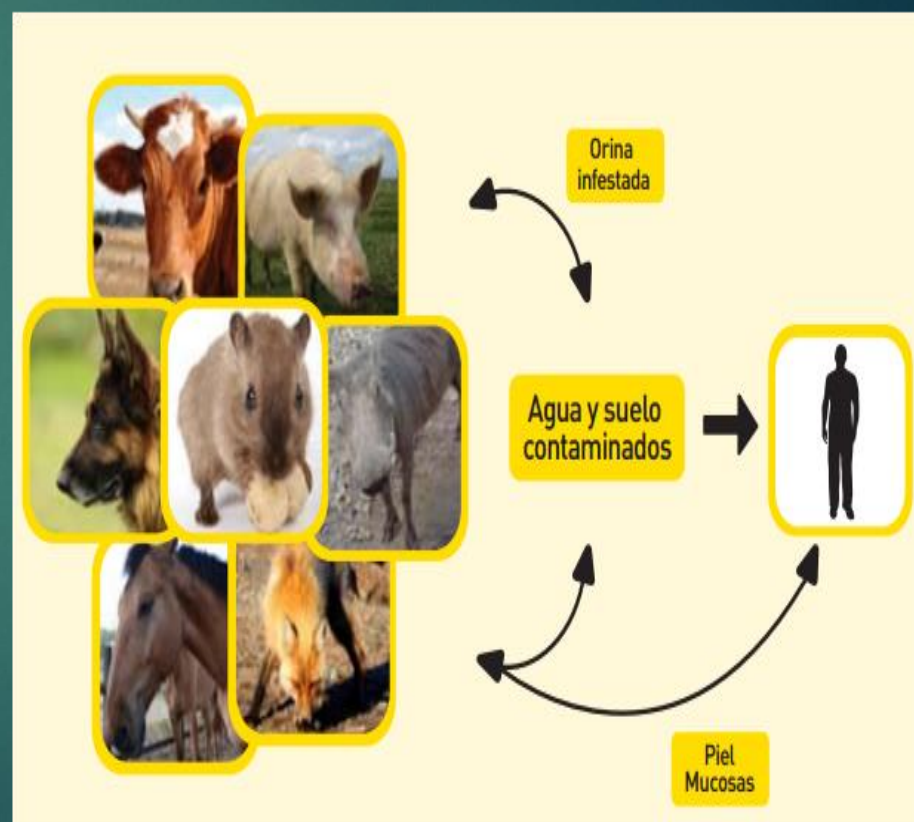 Orina
infestada
Agua y suelo
contaminados
Piel
Mucosas